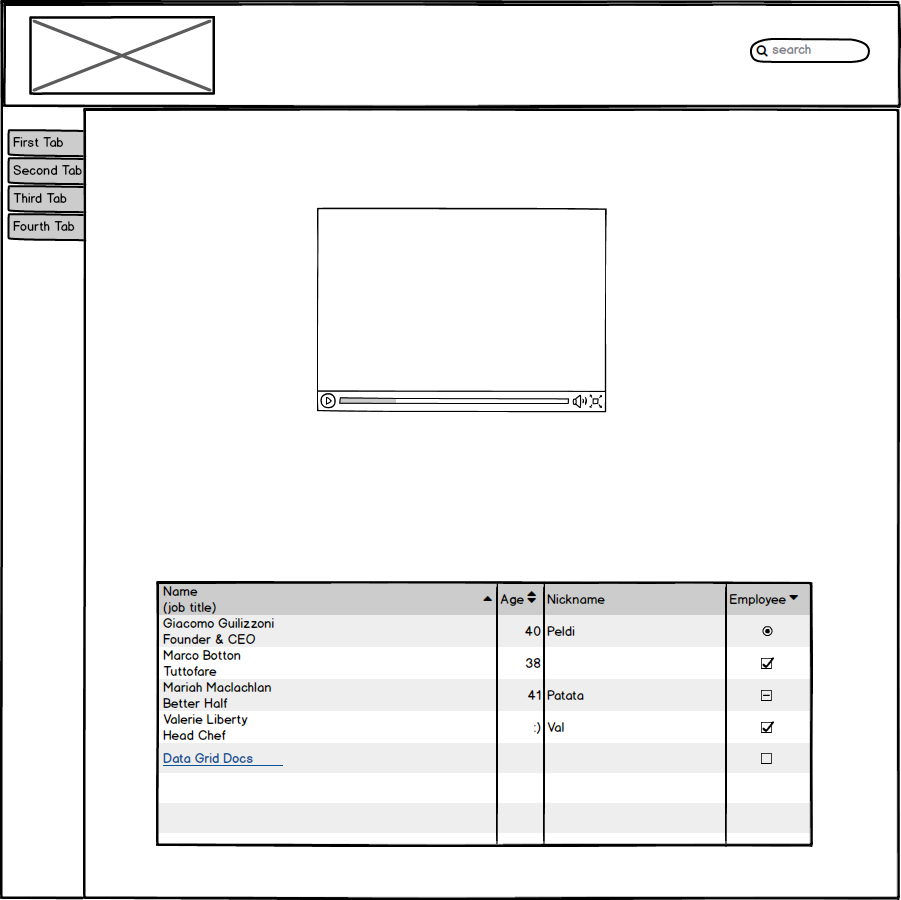 search
First Tab
Second Tab
Third Tab
Fourth Tab
Name
(job title)
Age
Nickname
Employee
Giacomo Guilizzoni
Founder & CEO
40
Peldi
Marco Botton
Tuttofare
38
Mariah Maclachlan
Better Half
41
Patata
Valerie Liberty
Head Chef
:)
Val
Data Grid Docs